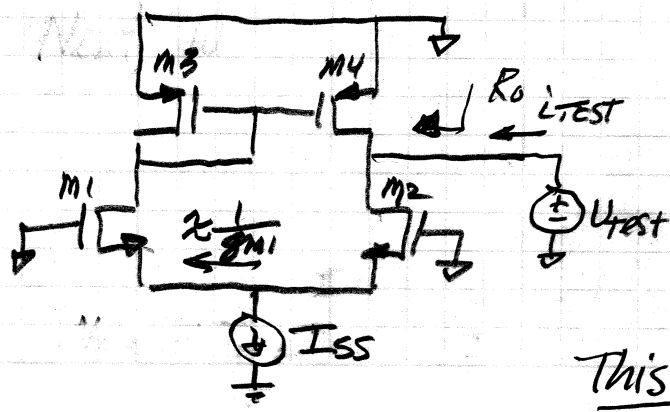 M3
M4
Ro
iTEST
M1
≈ 1/gm1
M2
+
−
UTEST
ISS
This